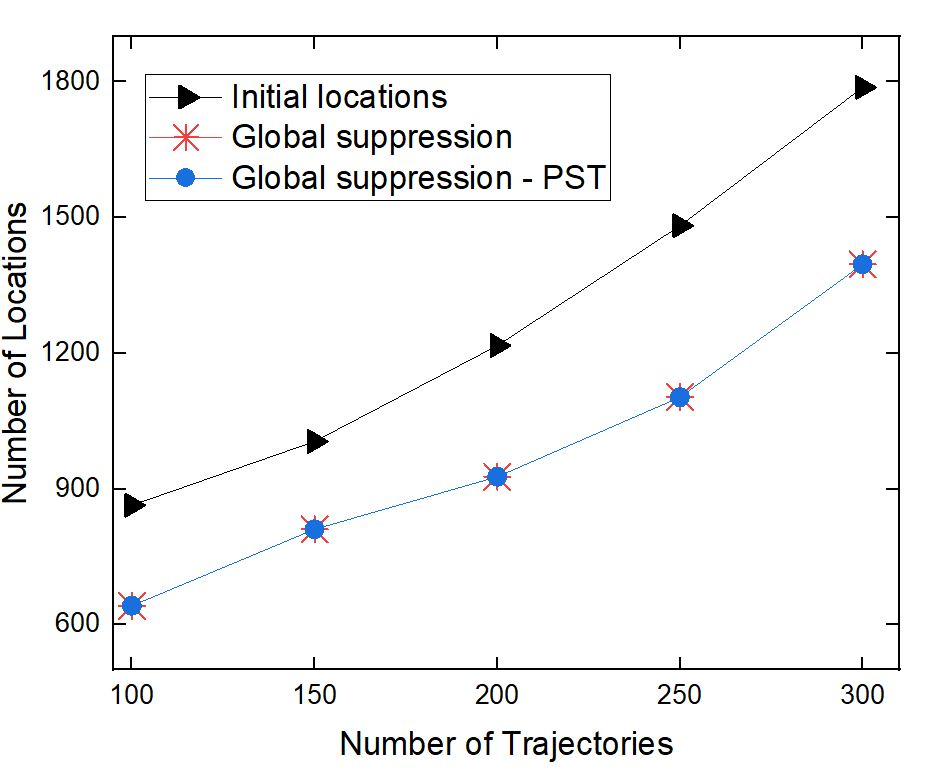 1800
1500
1200
900
600
Number of Locations
Initial locations
Global suppression
Global suppression - PST
100 150 200 250 300
Number of Trajectories